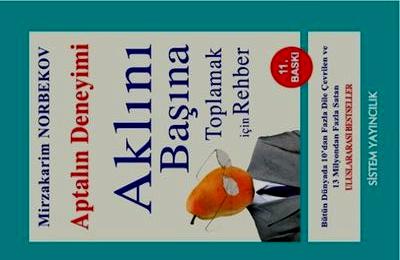 Mirzakarim NORBEKOV
Aptalın Deneyimi
Aklını
Başına
Toplamak
için Rehber
11.
BASKI
Bütün Dünyada 10'dan Fazla Dile Çevrilen ve
13 Milyondan Fazla Satan
ULUSLARARASI BESTSELLER
SİSTEM YAYINCILIK